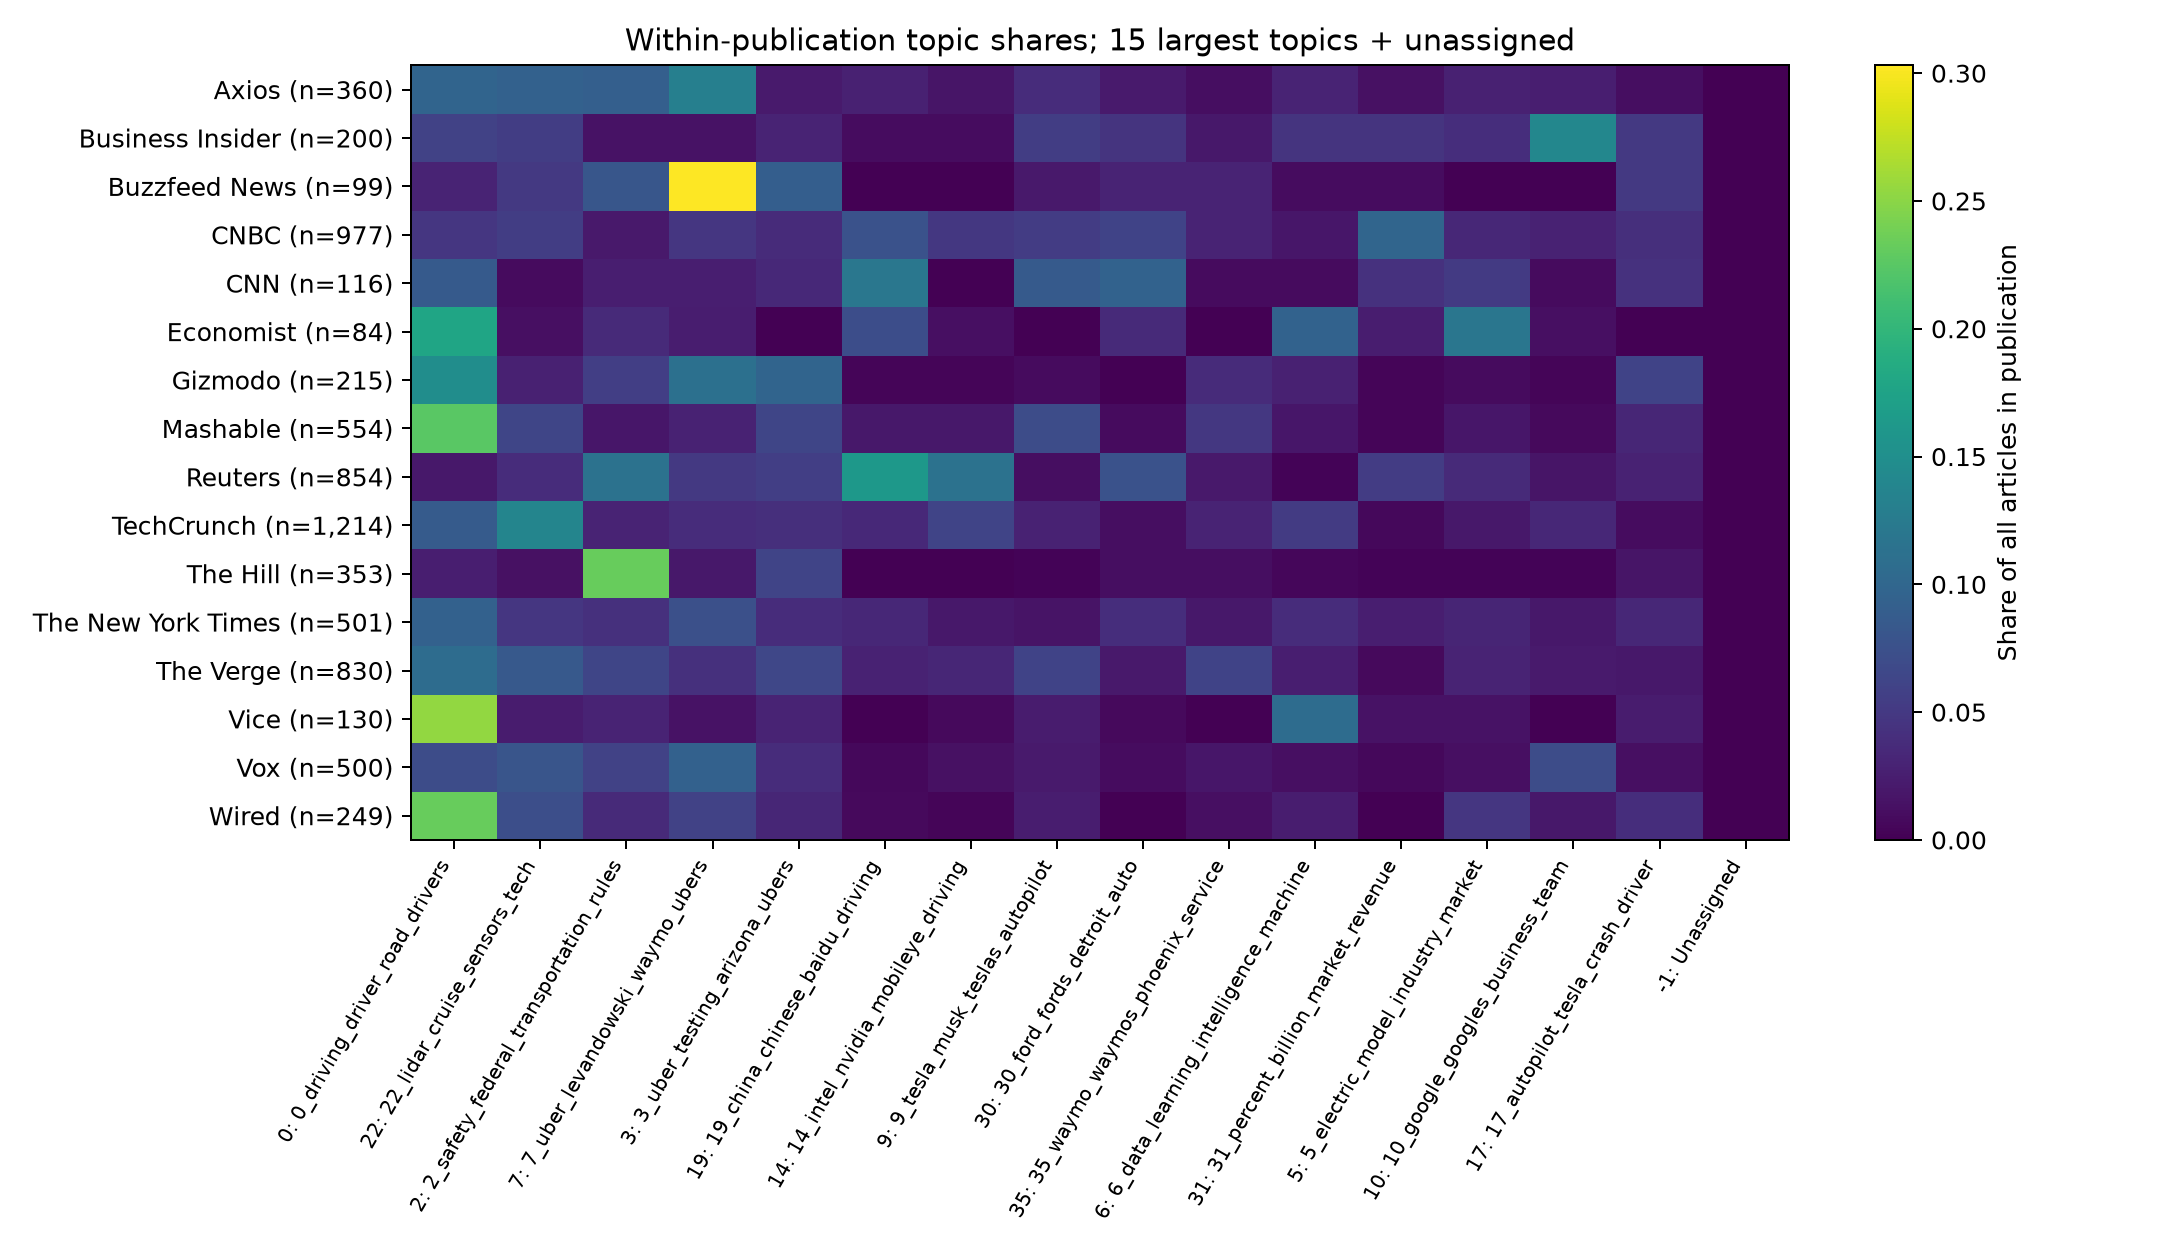 Within-publication topic shares; 15 largest topics + unassigned
Axios (n=360)
Business Insider (n=200)
Buzzfeed News (n=99)
CNBC (n=977)
CNN (n=116)
Economist (n=84)
Gizmodo (n=215)
Mashable (n=554)
Reuters (n=854)
TechCrunch (n=1,214)
The Hill (n=353)
The New York Times (n=501)
The Verge (n=830)
Vice (n=130)
Vox (n=500)
Wired (n=249)
0: 0_driving_driver_road_drivers
22: 22_lidar_cruise_sensors_tech
2: 2_safety_federal_transportation_rules
7: 7_uber_levandowski_waymo_ubers
3: 3_uber_testing_arizona_ubers
19: 19_china_chinese_baidu_driving
14: 14_intel_nvidia_mobileye_driving
9: 9_tesla_musk_teslas_autopilot
30: 30_ford_fords_detroit_auto
35: 35_waymo_waymos_phoenix_service
6: 6_data_learning_intelligence_machine
31: 31_percent_billion_market_revenue
5: 5_electric_model_industry_market
10: 10_google_googles_business_team
17: 17_autopilot_tesla_crash_driver
-1: Unassigned
0.30
0.25
0.20
0.15
0.10
0.05
0.00
Share of all articles in publication